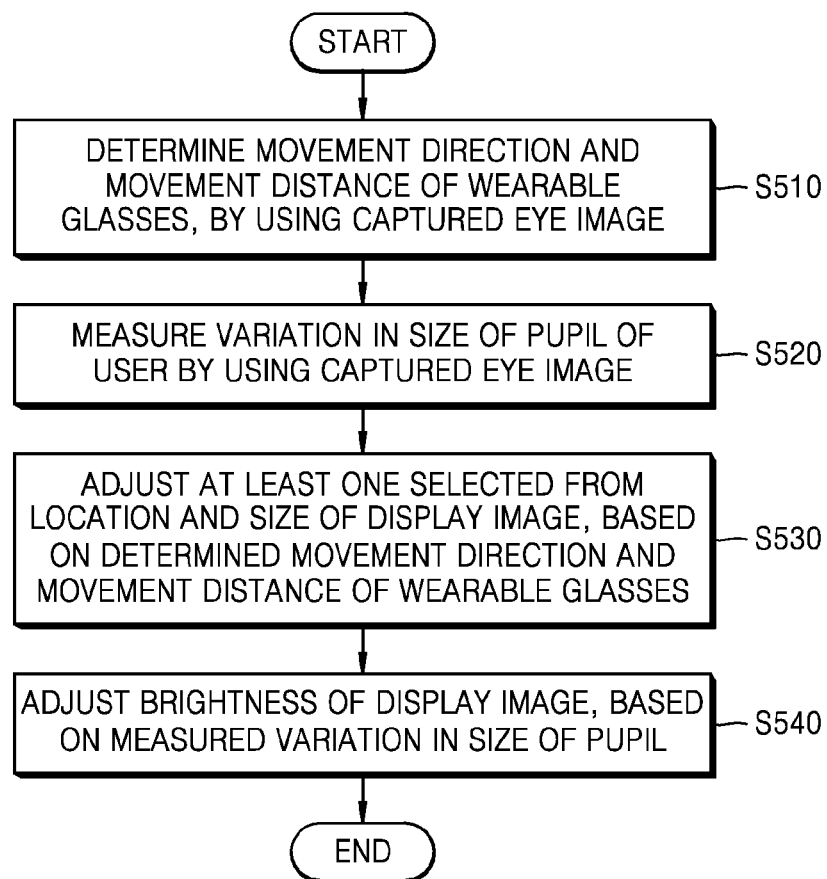 START
DETERMINE MOVEMENT DIRECTION AND
MOVEMENT DISTANCE OF WEARABLE
GLASSES, BY USING CAPTURED EYE IMAGE
S510
MEASURE VARIATION IN SIZE OF PUPIL OF
USER BY USING CAPTURED EYE IMAGE
S520
ADJUST AT LEAST ONE SELECTED FROM
LOCATION AND SIZE OF DISPLAY IMAGE, BASED
ON DETERMINED MOVEMENT DIRECTION AND
MOVEMENT DISTANCE OF WEARABLE GLASSES
S530
ADJUST BRIGHTNESS OF DISPLAY IMAGE, BASED
ON MEASURED VARIATION IN SIZE OF PUPIL
S540
END